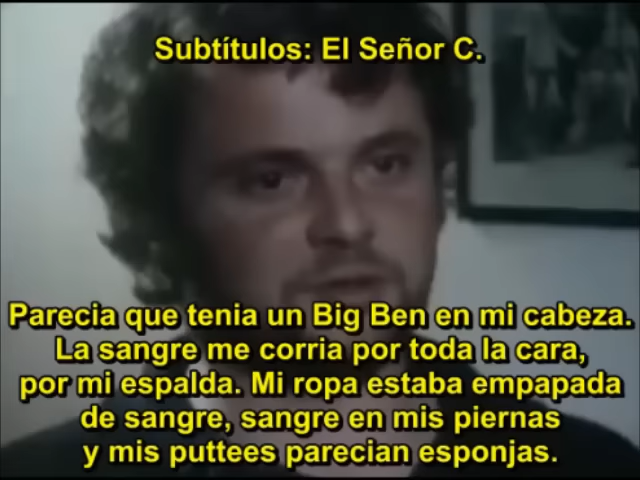 Subtítulos: El Señor C.
Parecia que tenia un Big Ben en mi cabeza.
La sangre me corria por toda la cara,
por mi espalda. Mi ropa estaba empapada
de sangre, sangre en mis piernas
y mis puttees parecian esponjas.